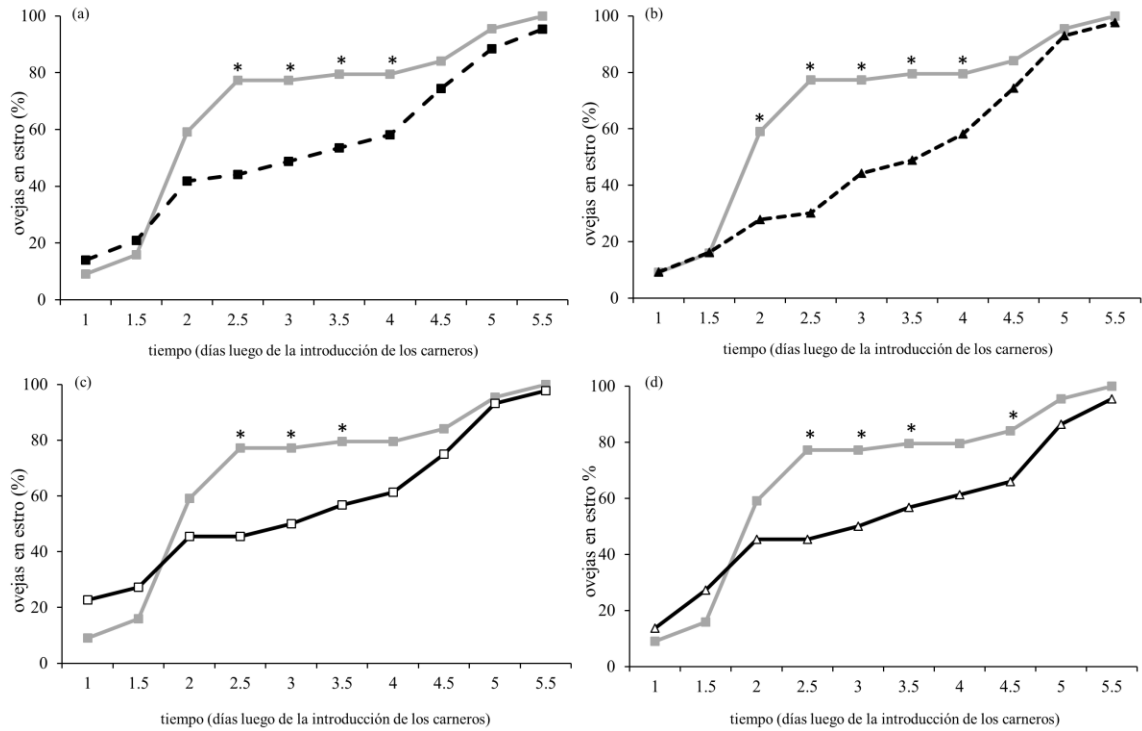 (a)
ovejas en estro (%)
100
80
60
40
20
0
* * * *
1 1.5 2 2.5 3 3.5 4 4.5 5 5.5
tiempo (días luego de la introducción de los carneros)
(b)
ovejas en estro (%)
100
80
60
40
20
0
* * * * *
1 1.5 2 2.5 3 3.5 4 4.5 5 5.5
tiempo (días luego de la introducción de los carneros)
(c)
ovejas en estro (%)
100
80
60
40
20
0
* * *
1 1.5 2 2.5 3 3.5 4 4.5 5 5.5
tiempo (días luego de la introducción de los carneros)
(d)
ovejas en estro %
100
80
60
40
20
0
* * * *
1 1.5 2 2.5 3 3.5 4 4.5 5 5.5
tiempo (días luego de la introducción de los carneros)